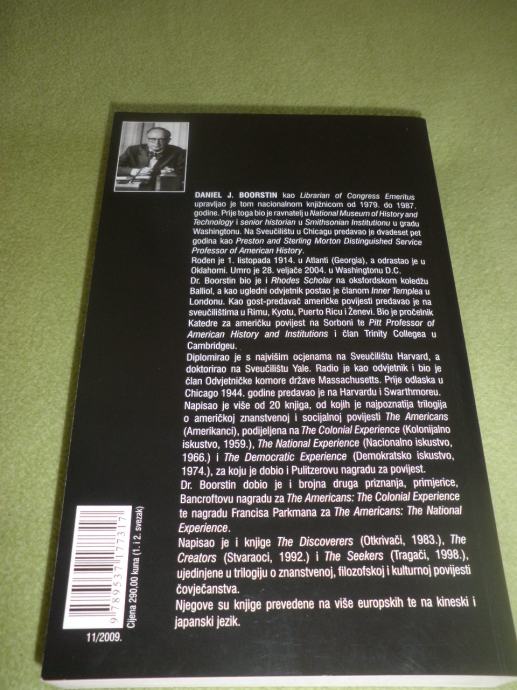 DANIEL J. BOORSTIN kao Librarian of Congress Emeritus
upravljao je tom nacionalnom knjižnicom od 1979. do 1987.
godine. Prije toga bio je ravnatelj u National Museum of History and
Technology i senior historian u Smithsonian Institutionu u gradu
Washingtonu. Na Sveučilištu u Chicagu predavao je dvadeset pet
godina kao Preston and Sterling Morton Distinguished Service
Professor of American History.
Rođen je 1. listopada 1914. u Atlanti (Georgia), a odrastao je u
Oklahomi. Umro je 28. veljače 2004. u Washingtonu D.C.
Dr. Boorstin bio je i Rhodes Scholar na oksfordskom koledžu
Balliol, a kao ugledni odvjetnik postao je članom Inner Templea u
Londonu. Kao gost-predavač američke povijesti predavao je na
sveučilištima u Rimu, Kyotu, Puerto Ricu i Ženevi. Bio je pročelnik
Katedre za američku povijest na Sorboni te Pitt Professor of
American History and Institutions i član Trinity Collegea u
Cambridgeu.
Diplomirao je s najvišim ocjenama na Sveučilištu Harvard, a
doktorirao na Sveučilištu Yale. Radio je kao odvjetnik i bio je
član Odvjetničke komore države Massachusetts. Prije odlaska u
Chicago 1944. godine predavao je na Harvardu i Swarthmoreu.
Napisao je više od 20 knjiga, od kojih je najpoznatija trilogija
o američkoj znanstvenoj i socijalnoj povijesti The Americans
(Amerikanci), podijeljena na The Colonial Experience (Kolonijalno
iskustvo, 1959.), The National Experience (Nacionalno iskustvo,
1966.) i The Democratic Experience (Demokratsko iskustvo,
1974.), za koju je dobio i Pulitzerovu nagradu za povijest.
Dr. Boorstin dobio je i brojna druga priznanja, primjerice,
Bancroftovu nagradu za The Americans: The Colonial Experience
te nagradu Francisa Parkmana za The Americans: The National
Experience.
Napisao je i knjige The Discoverers (Otkrivači, 1983.), The
Creators (Stvaraoci, 1992.) i The Seekers (Tragači, 1998.),
ujedinjene u trilogiju o znanstvenoj, filozofskoj i kulturnoj povijesti
čovječanstva.
Njegove su knjige prevedene na više europskih te na kineski i
japanski jezik.
9 789537 177317
Cijena 290,00 kuna (1. i 2. svezak)
11/2009.